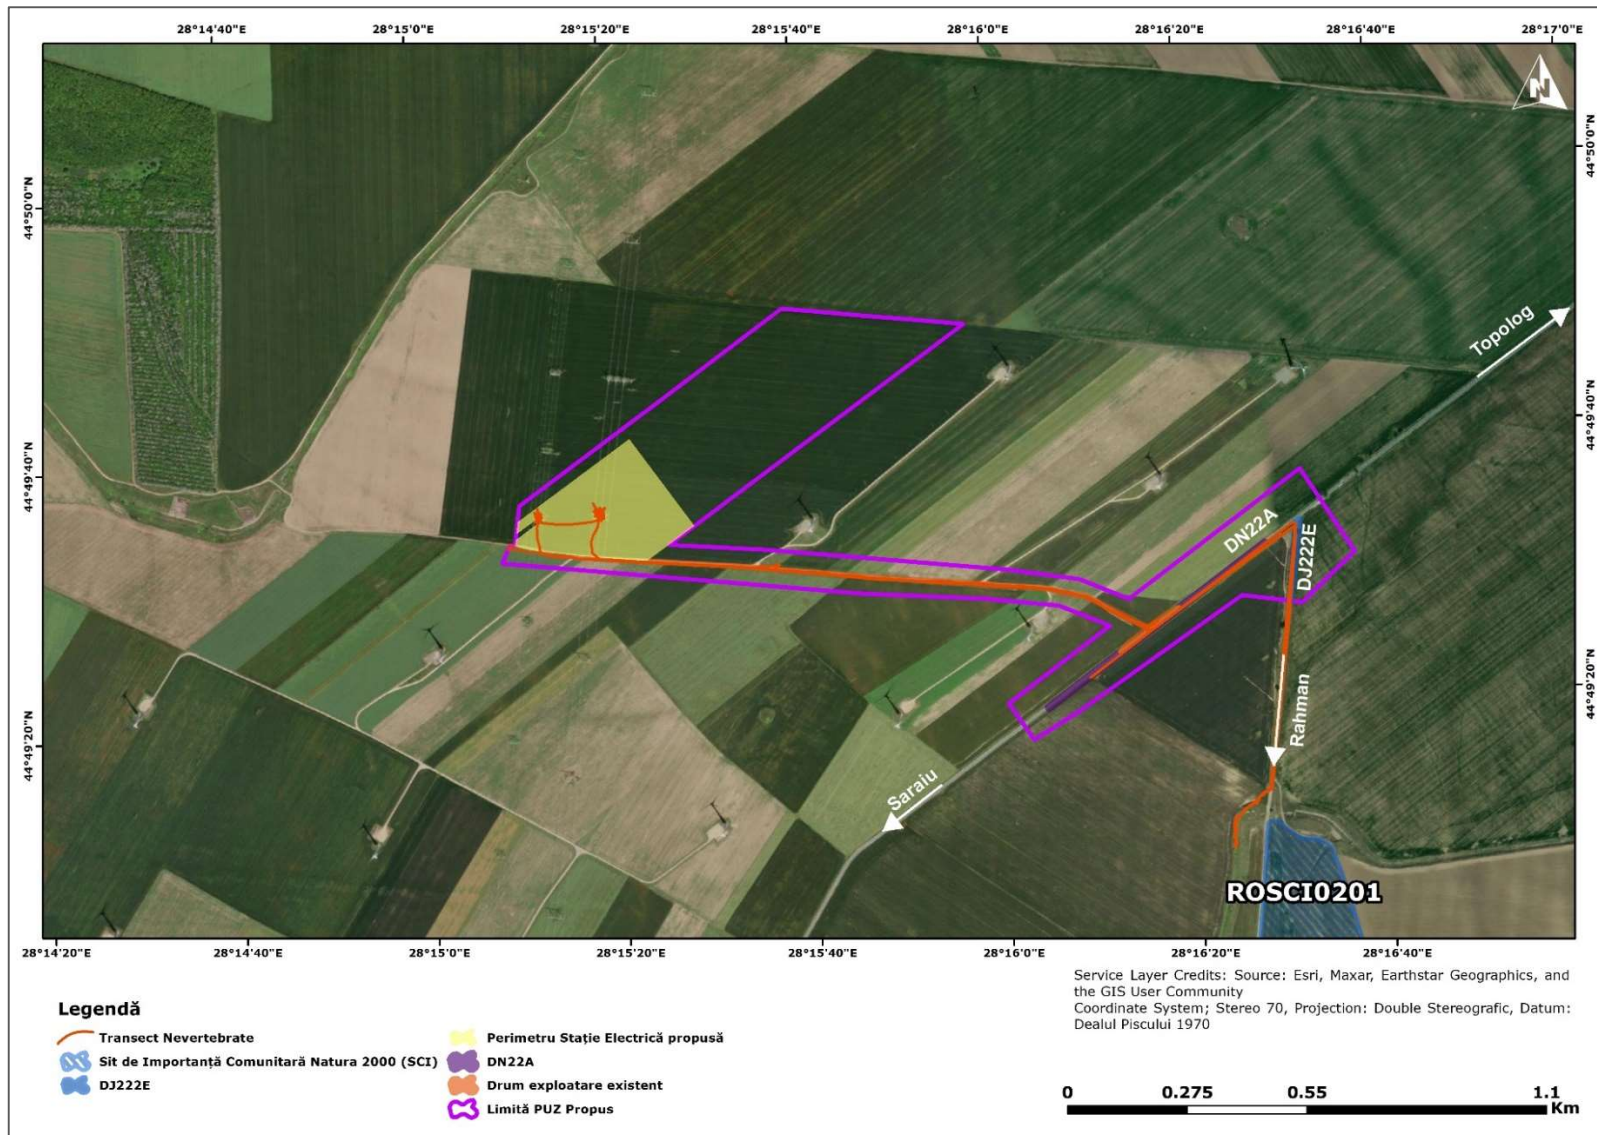 28°14'40"E 28°15'0"E 28°15'20"E 28°15'40"E 28°16'0"E 28°16'20"E 28°16'40"E 28°17'0"E
N
44°50'0"N
44°50'0"N
Topolog
44°49'40"N
44°49'40"N
DN22A
DJ222E
44°49'20"N
Rahman
44°49'20"N
Saraiu
ROSCI0201
28°14'20"E 28°14'40"E 28°15'0"E 28°15'20"E 28°15'40"E 28°16'0"E 28°16'20"E 28°16'40"E
Service Layer Credits: Source: Esri, Maxar, Earthstar Geographics, and
the GIS User Community
Coordinate System; Stereo 70, Projection: Double Stereografic, Datum:
Dealul Piscului 1970
Legendă
Transect Nevertebrate
Sit de Importanță Comunitară Natura 2000 (SCI)
DJ222E
Perimetru Stație Electrică propusă
DN22A
Drum exploatare existent
Limită PUZ Propus
0 0.275 0.55 1.1
Km